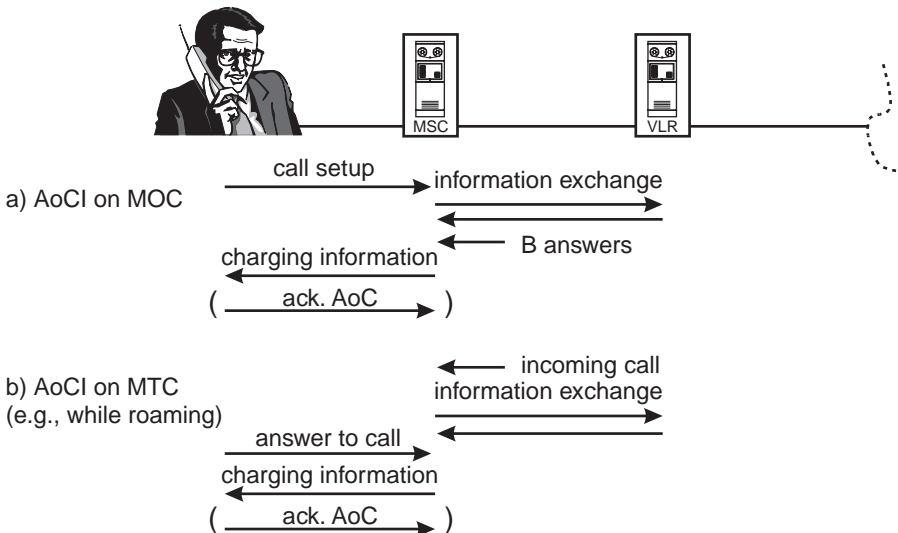 MSC
VLR
call setup
information exchange
a) AoCI on MOC
B answers
charging information
( ack. AoC )
incoming call
b) AoCI on MTC
information exchange
(e.g., while roaming)
answer to call
charging information
( ack. AoC )